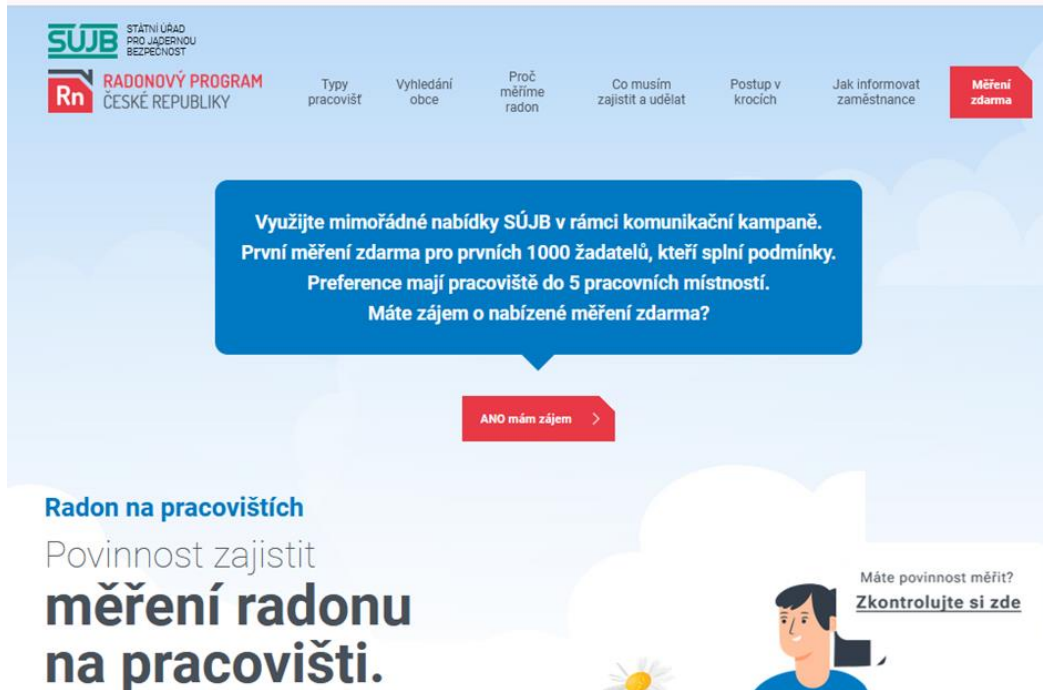 SÚJB
STÁTNÍ ÚŘAD
PRO JADERNOU
BEZPEČNOST
Rn
RADONOVÝ PROGRAM
ČESKÉ REPUBLIKY
Typy
pracovišť
Vyhledání
obce
Proč
měříme
radon
Co musím
zajistit a udělat
Postup v
krocích
Jak informovat
zaměstnance
Měření
zdarma
Využijte mimořádné nabídky SÚJB v rámci komunikační kampaně.
První měření zdarma pro prvních 1000 žadatelů, kteří splní podmínky.
Preference mají pracoviště do 5 pracovních místností.
Máte zájem o nabízené měření zdarma?
ANO mám zájem
Radon na pracovištích
Povinnost zajistit
měření radonu
na pracovišti.
Máte povinnost měřit?
Zkontrolujte si zde